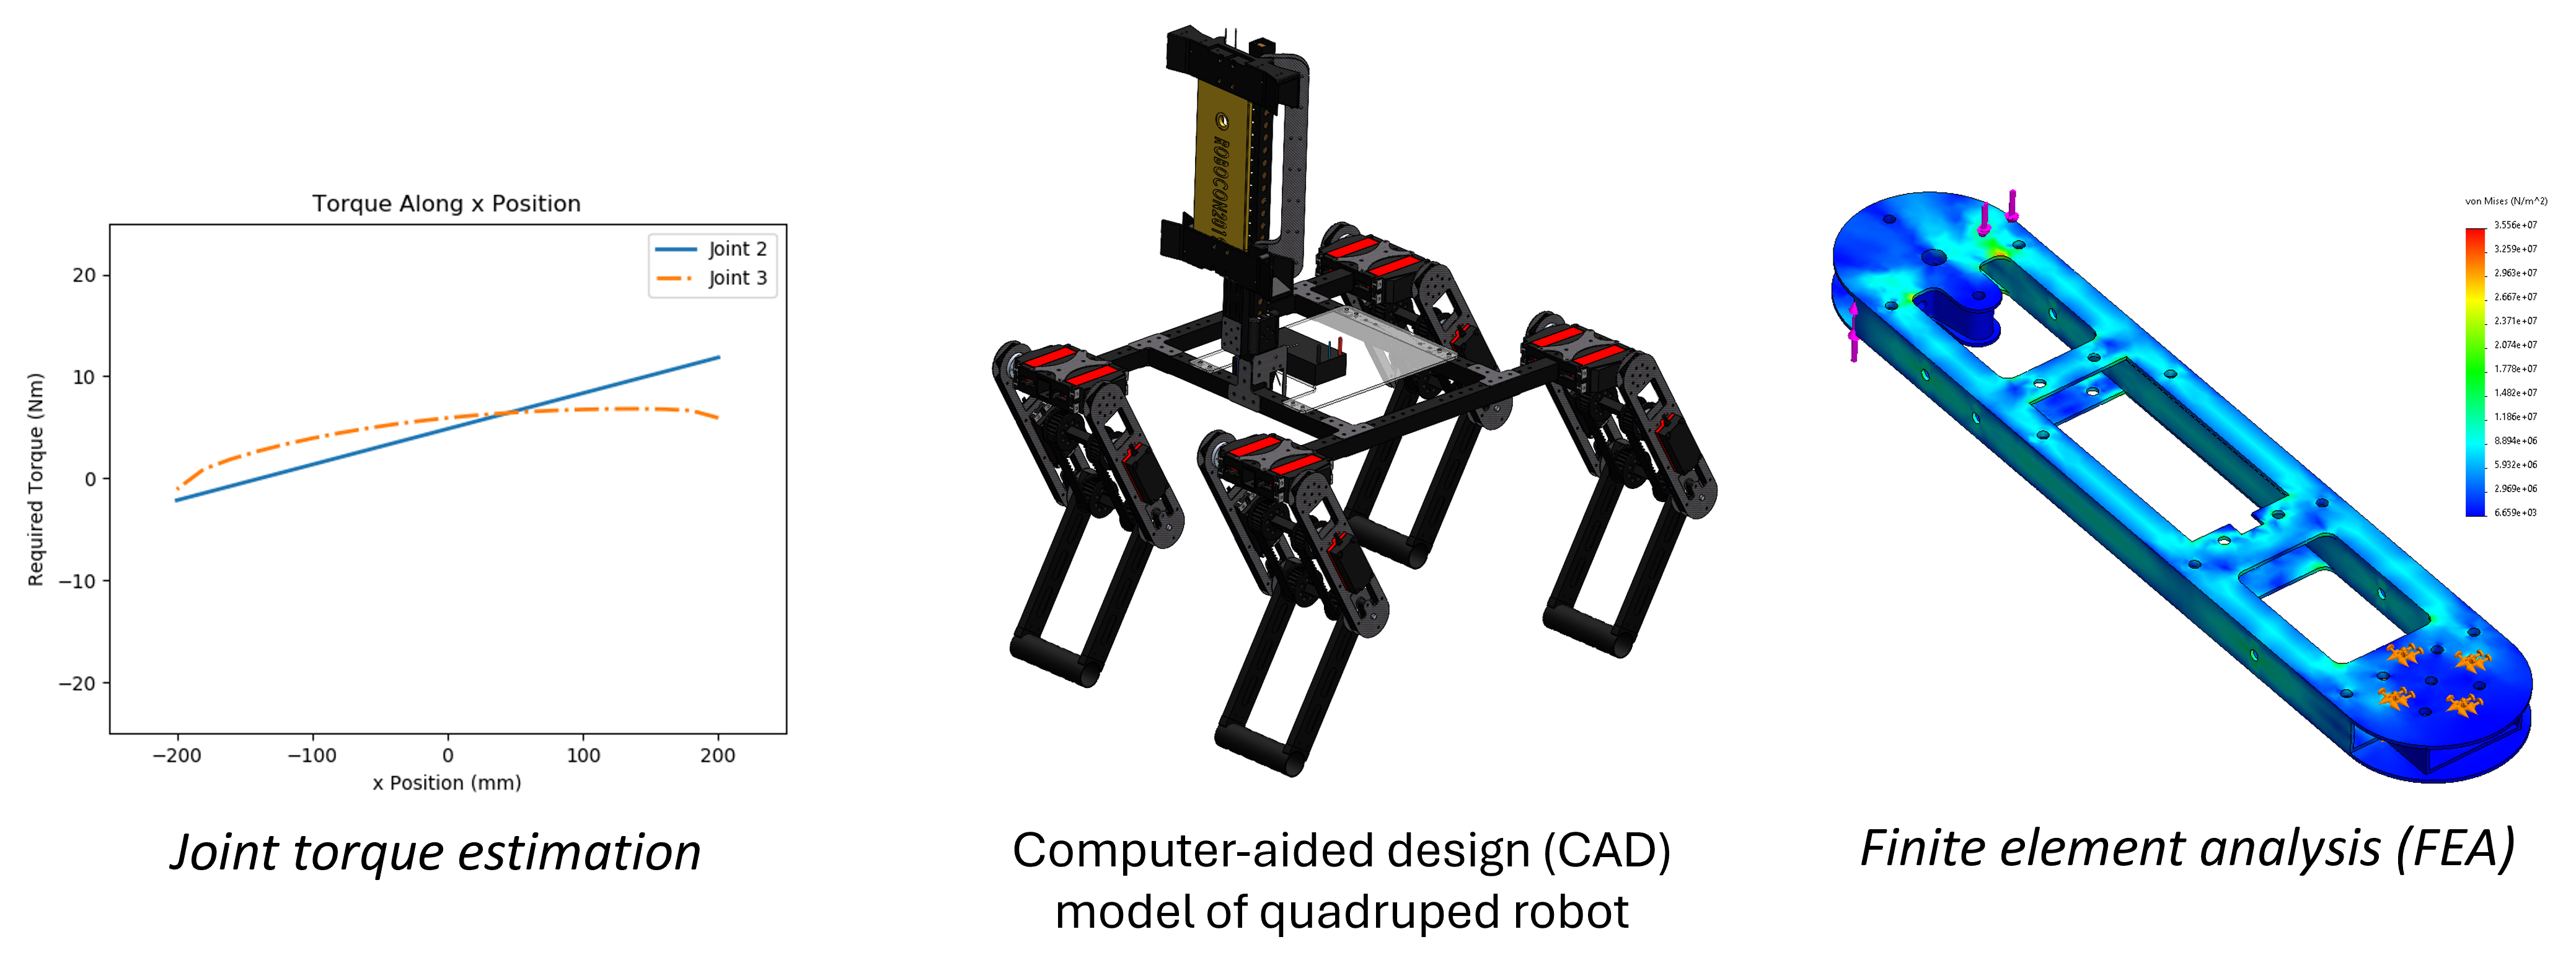 Torque Along x Position
Joint 2
Joint 3
20
10
0
−10
−20
Required Torque (Nm)
−200
−100
0
100
200
x Position (mm)
Joint torque estimation
ROBOCON201
Computer-aided design (CAD)
model of quadruped robot
von Mises (N/m^2)
3.556e+07
3.259e+07
2.963e+07
2.667e+07
2.371e+07
2.074e+07
1.778e+07
1.482e+07
1.186e+07
8.894e+06
5.932e+06
2.969e+06
6.659e+03
Finite element analysis (FEA)